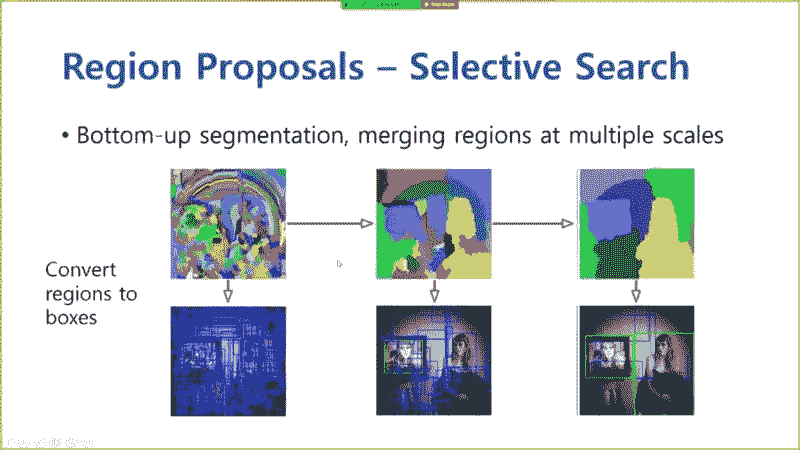 Region Proposals – Selective Search
• Bottom-up segmentation, merging regions at multiple scales
Convert
regions to
boxes